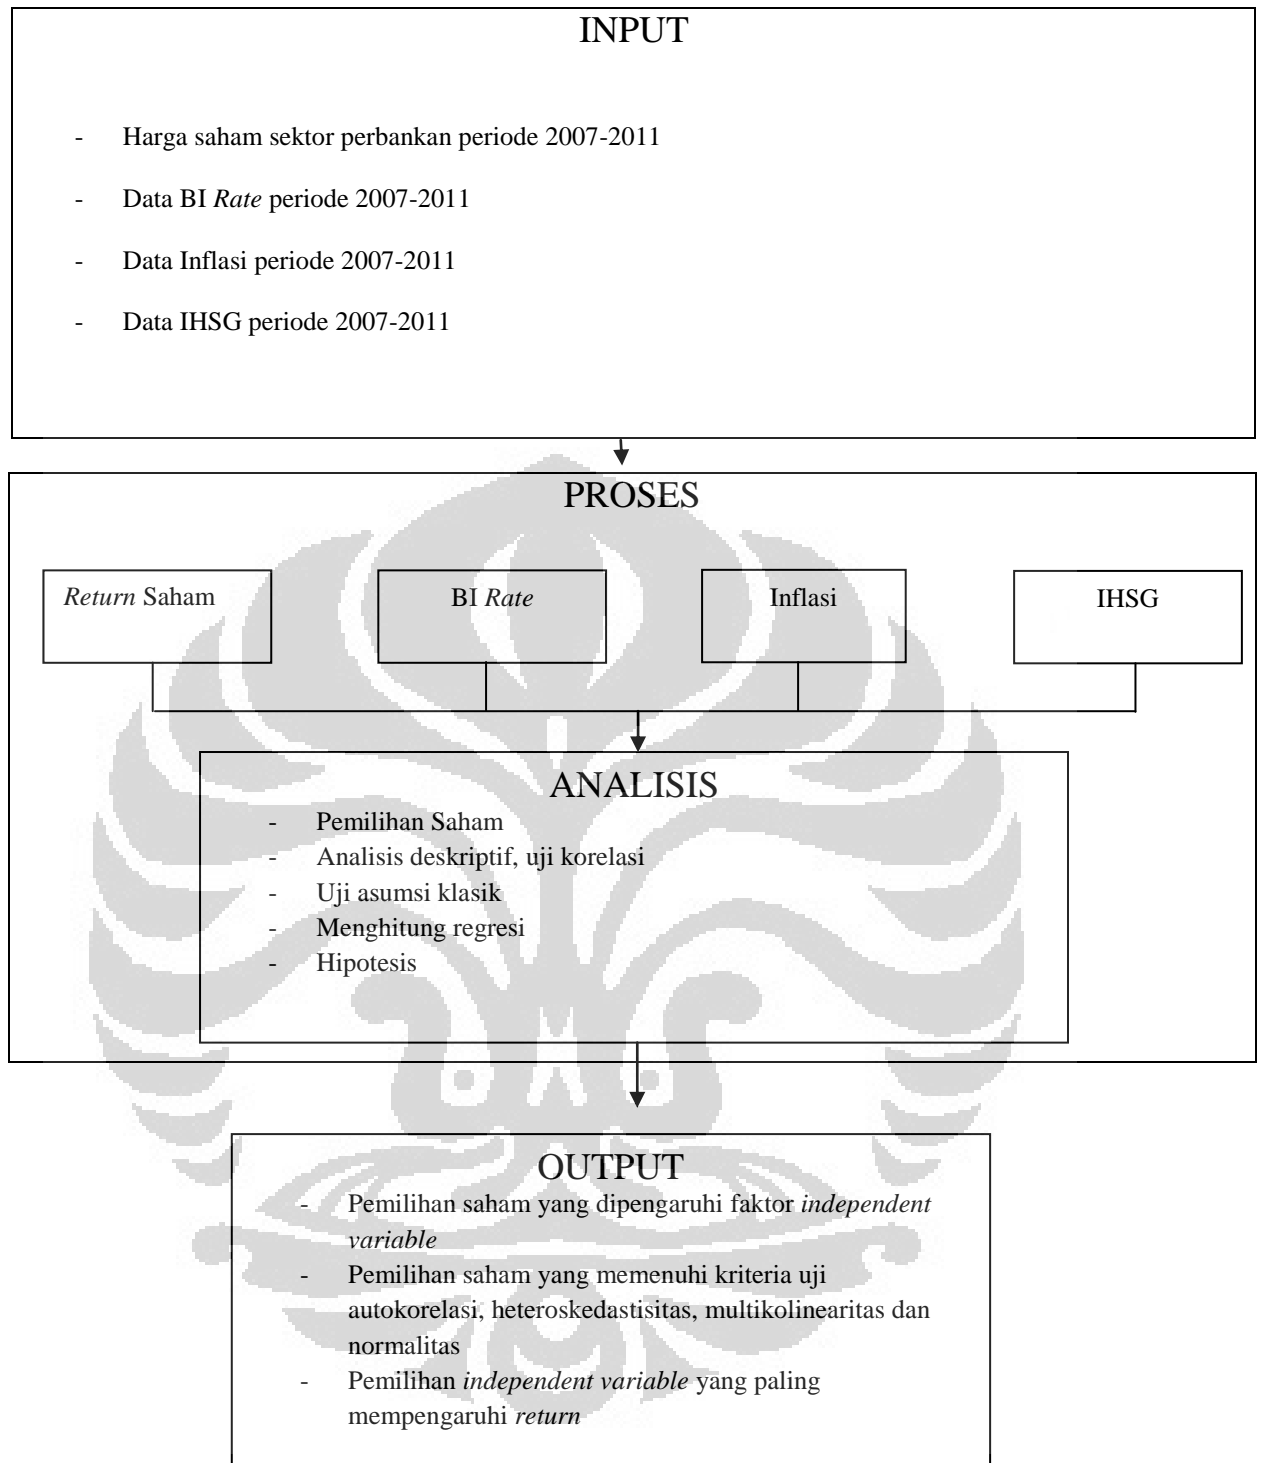 INPUT
- Harga saham sektor perbankan periode 2007-2011
- Data BI Rate periode 2007-2011
- Data Inflasi periode 2007-2011
- Data IHSG periode 2007-2011
PROSES
Return Saham
BI Rate
Inflasi
IHSG
ANALISIS
- Pemilihan Saham
- Analisis deskriptif, uji korelasi
- Uji asumsi klasik
- Menghitung regresi
- Hipotesis
OUTPUT
- Pemilihan saham yang dipengaruhi faktor independent
variable
- Pemilihan saham yang memenuhi kriteria uji
autokorelasi, heteroskedastisitas, multikolinearitas dan
normalitas
- Pemilihan independent variable yang paling
mempengaruhi return